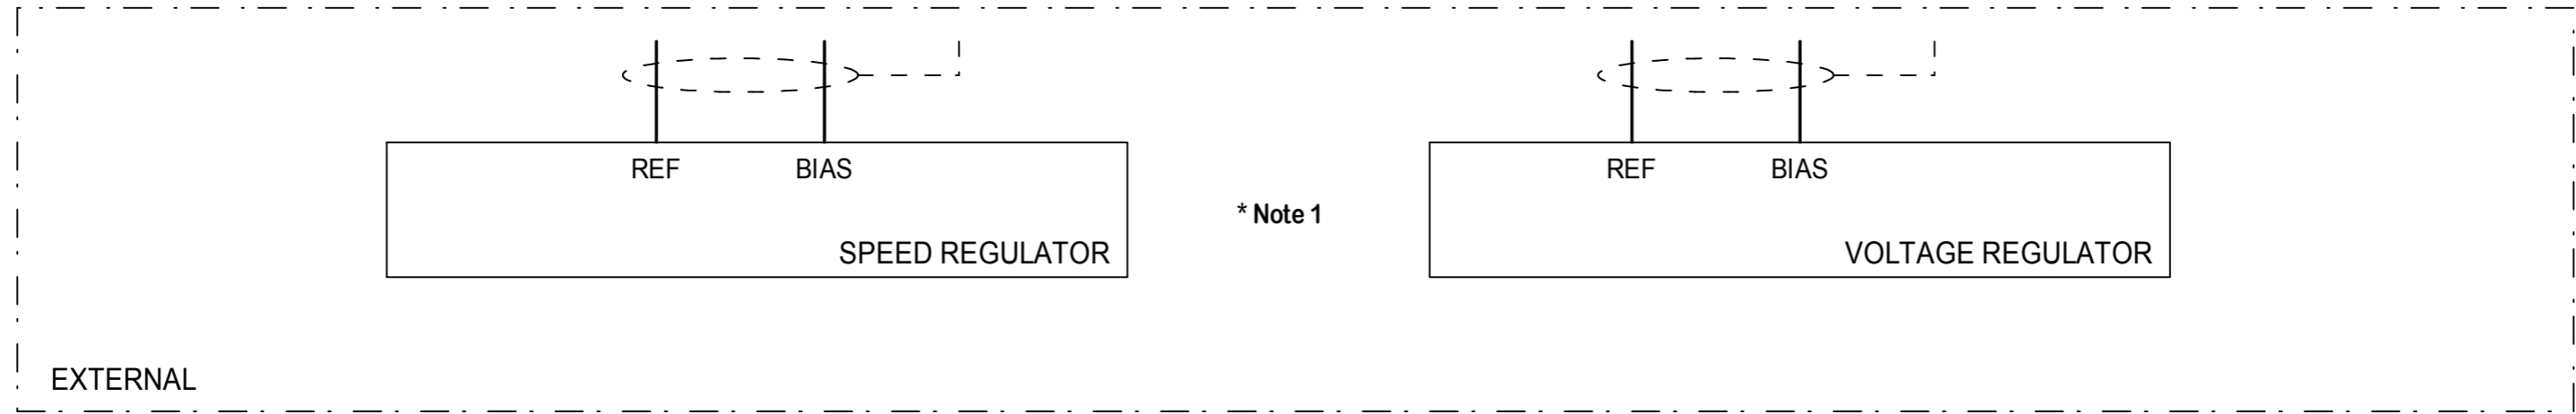 REF BIAS
REF BIAS
* Note 1
SPEED REGULATOR
VOLTAGE REGULATOR
EXTERNAL